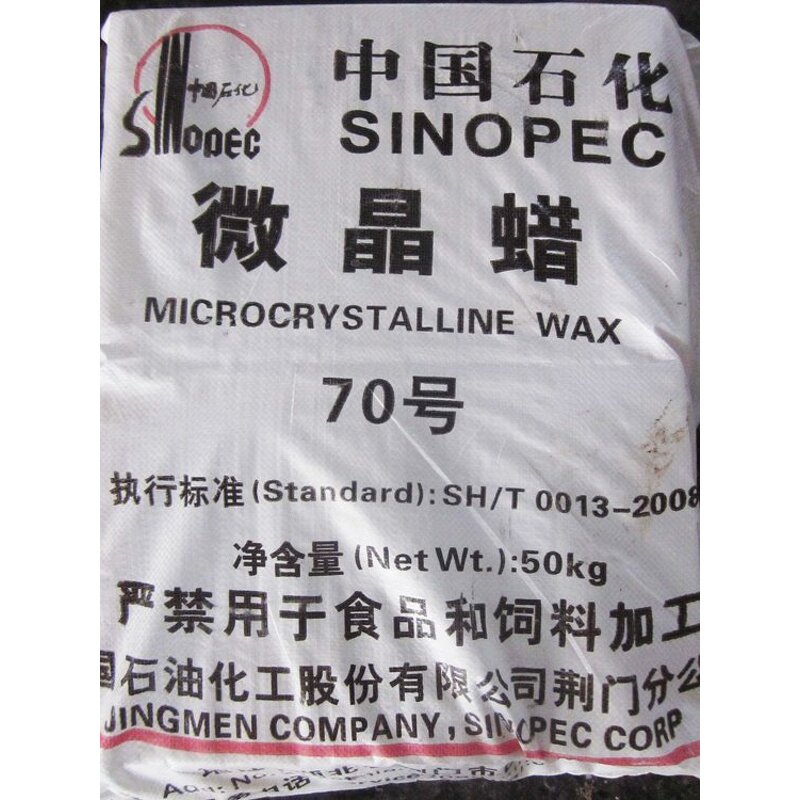 中国石化
SINOPEC
中国石化
SINOPEC
微晶蜡
MICROCRYSTALLINE WAX
70号
执行标准(Standard):SH/T 0013-2008
净含量(Net Wt.):50kg
严禁用于食品和饲料加工
国石油化工股份有限公司荆门分公
JINGMEN COMPANY, SINOPEC CORP